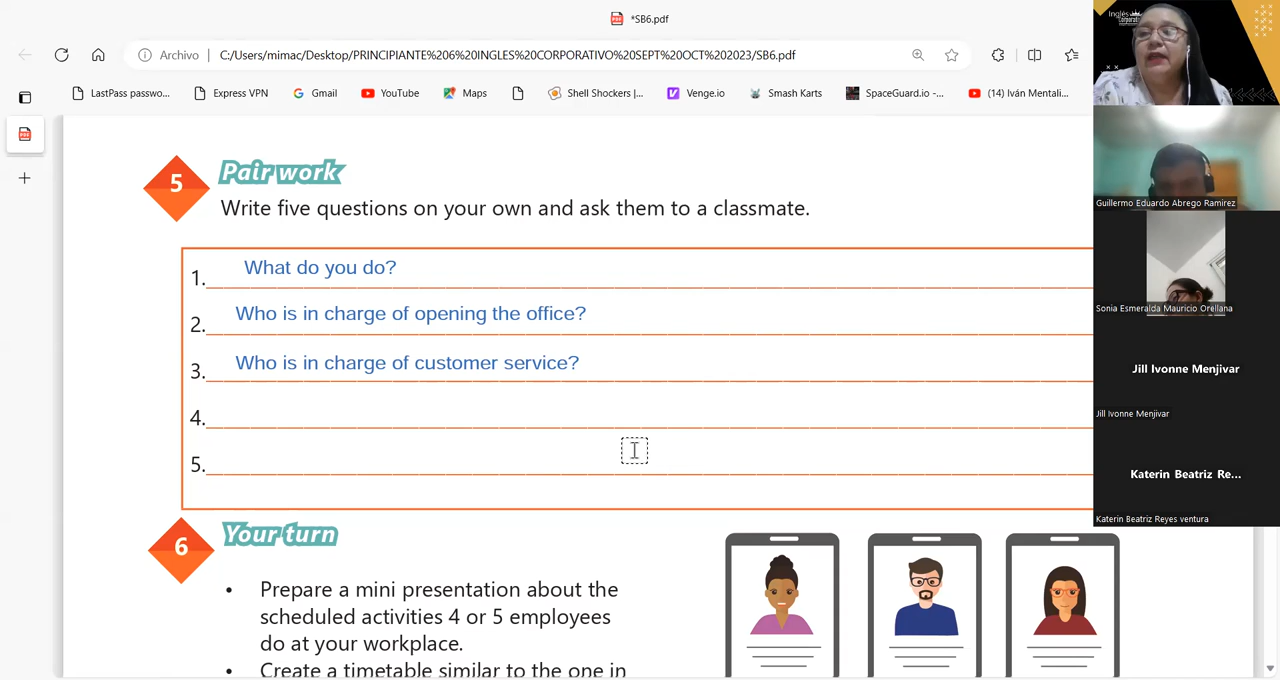 *SB6.pdf
Archivo | C:/Users/mimac/Desktop/PRINCIPIANTE%206%20INGLES%20CORPORATIVO%20SEPT%20OCT%202023/SB6.pdf
LastPass passwo...
Express VPN
Gmail
YouTube
Maps
Shell Shockers |...
Venge.io
Smash Karts
SpaceGuard.io -...
(14) Iván Mentali...
5 Pair work
Write five questions on your own and ask them to a classmate.
1. What do you do?
2. Who is in charge of opening the office?
3. Who is in charge of customer service?
4.
5.
6 Your turn
• Prepare a mini presentation about the
scheduled activities 4 or 5 employees
do at your workplace.
• Create a timetable similar to the one in
Inglés
Corporativo
Guillermo Eduardo Abrego Ramirez
Sonia Esmeralda Mauricio Orellana
Jill Ivonne Menjivar
Jill Ivonne Menjivar
Katerin Beatriz Re...
Katerin Beatriz Reyes ventura